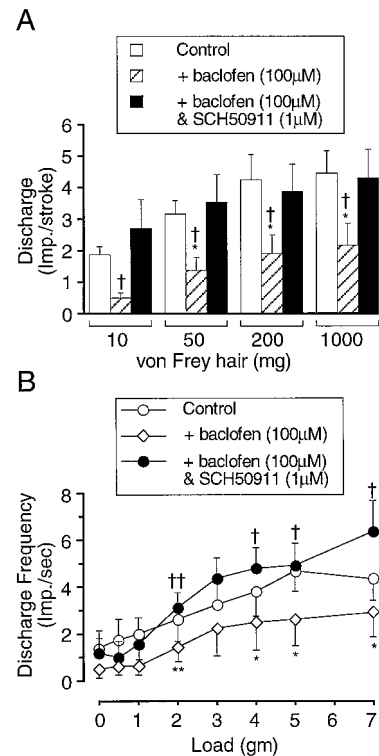 A
Control
+ baclofen (100µM)
+ baclofen (100µM)
& SCH50911 (1µM)
Discharge
(Imp./stroke)
6
5
4
3
2
1
0
†
†
*
†
*
†
*
10 50 200 1000
von Frey hair (mg)
B
Control
+ baclofen (100µM)
+ baclofen (100µM)
& SCH50911 (1µM)
Discharge Frequency
(Imp./sec)
8
6
4
2
0
†† † † †
** * * *
0 1 2 3 4 5 6 7
Load (gm)